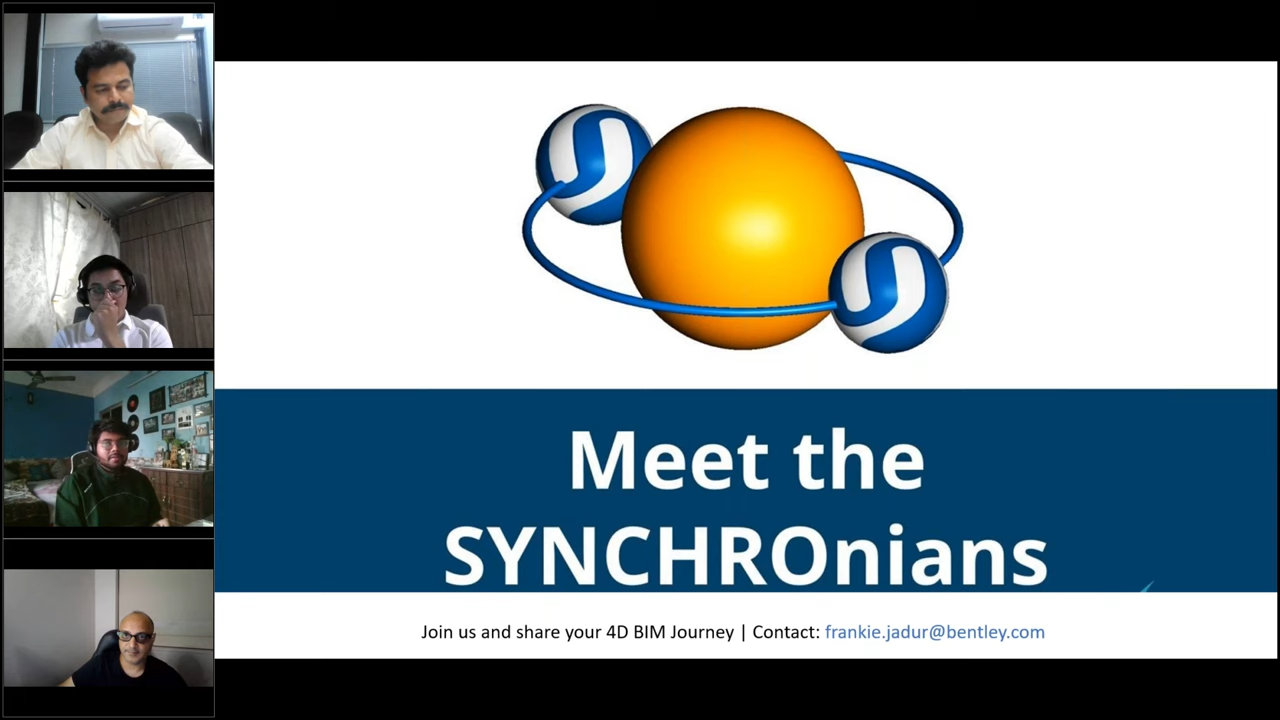 Meet the
SYNCHROnians
Join us and share your 4D BIM Journey | Contact: frankie.jadur@bentley.com